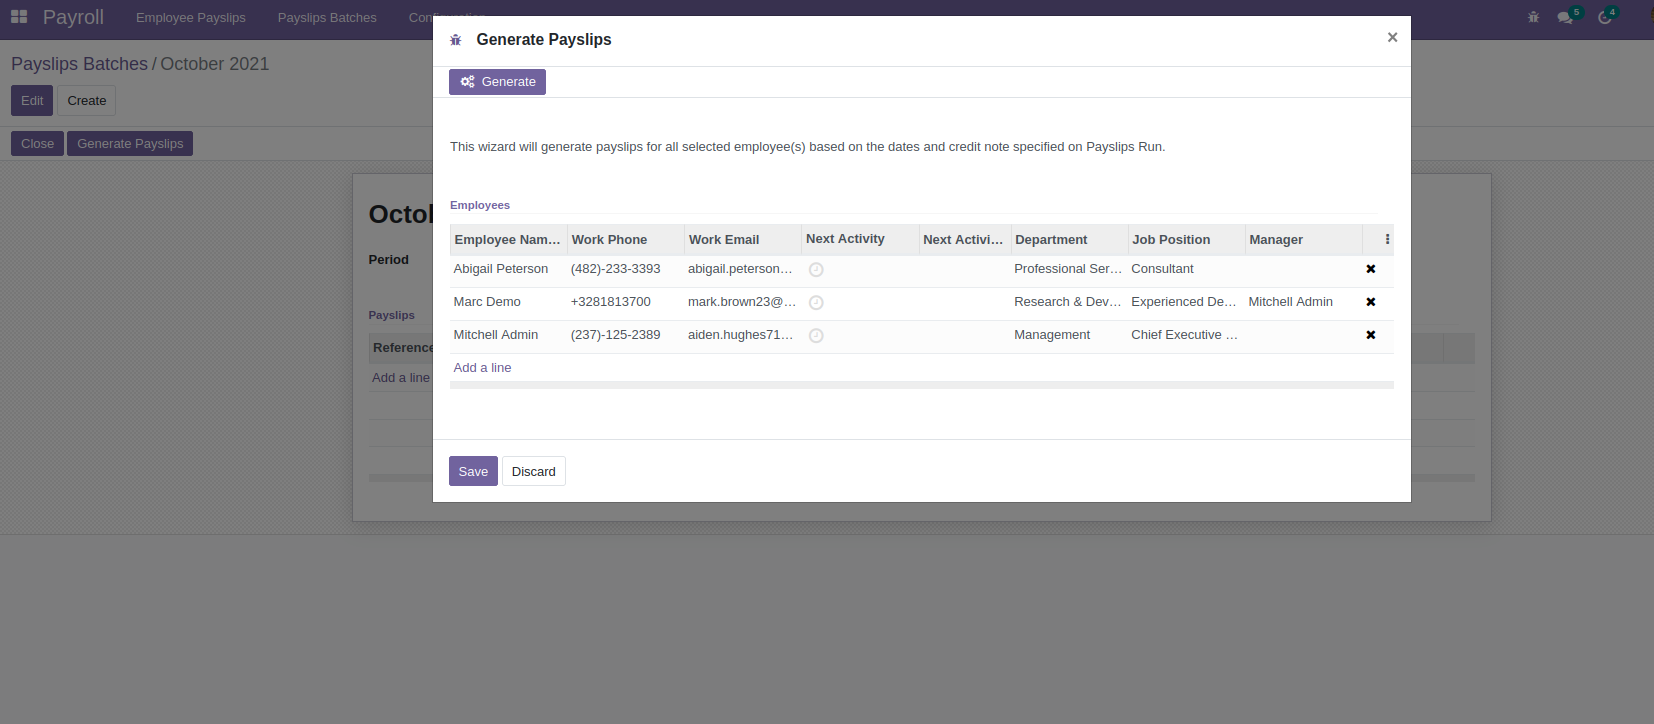 Payroll Employee Payslips Payslips Batches 5 4
Payslips Batches / October 2021
Edit Create
Close Generate Payslips
Period
Payslips
Reference
Add a line
Generate Payslips ×
Generate
This wizard will generate payslips for all selected employee(s) based on the dates and credit note specified on Payslips Run.
Employees
Employee Nam… Work Phone Work Email Next Activity Next Activi… Department Job Position Manager
Abigail Peterson (482)-233-3393 abigail.peterson… Professional Ser… Consultant
Marc Demo +3281813700 mark.brown23@… Research & Dev… Experienced De… Mitchell Admin
Mitchell Admin (237)-125-2389 aiden.hughes71… Management Chief Executive …
Add a line
Save Discard